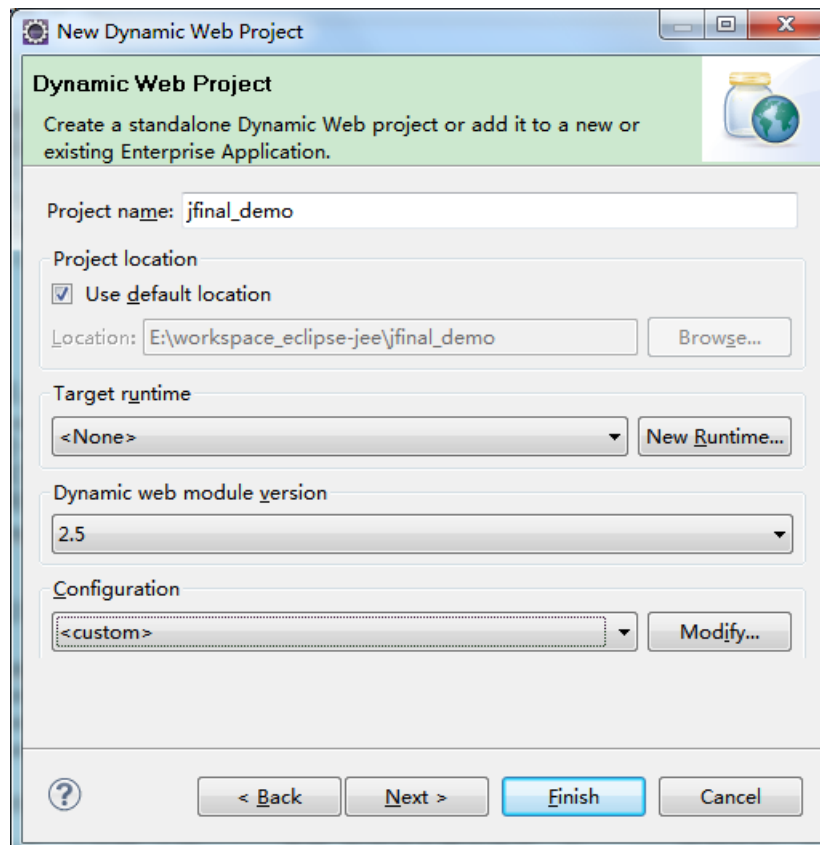 New Dynamic Web Project
Dynamic Web Project
Create a standalone Dynamic Web project or add it to a new or
existing Enterprise Application.
Project name: jfinal_demo
Project location
Use default location
Location: E:\workspace_eclipse-jee\jfinal_demo Browse...
Target runtime
<None> New Runtime...
Dynamic web module version
2.5
Configuration
<custom> Modify...
? < Back Next > Finish Cancel